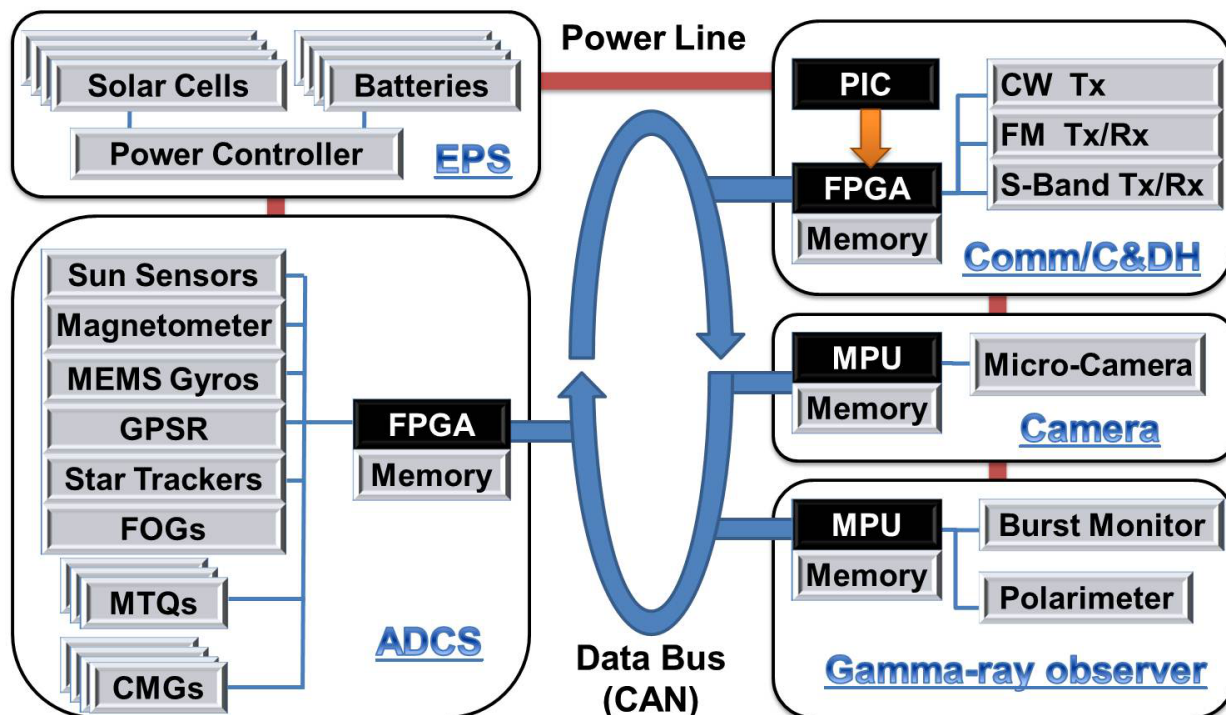 Solar Cells
Batteries
Power Controller
EPS
Power Line
PIC
FPGA
Memory
CW Tx
FM Tx/Rx
S-Band Tx/Rx
Comm/C&DH
Sun Sensors
Magnetometer
MEMS Gyros
GPSR
Star Trackers
FOGs
MTQs
CMGs
FPGA
Memory
ADCS
MPU
Memory
Micro-Camera
Camera
MPU
Memory
Burst Monitor
Polarimeter
Gamma-ray observer
Data Bus
(CAN)